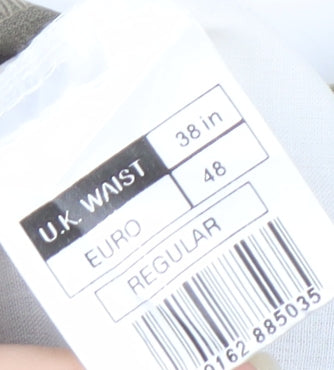 U.K. WAIST 38 in
EURO 48
REGULAR
0162 885035